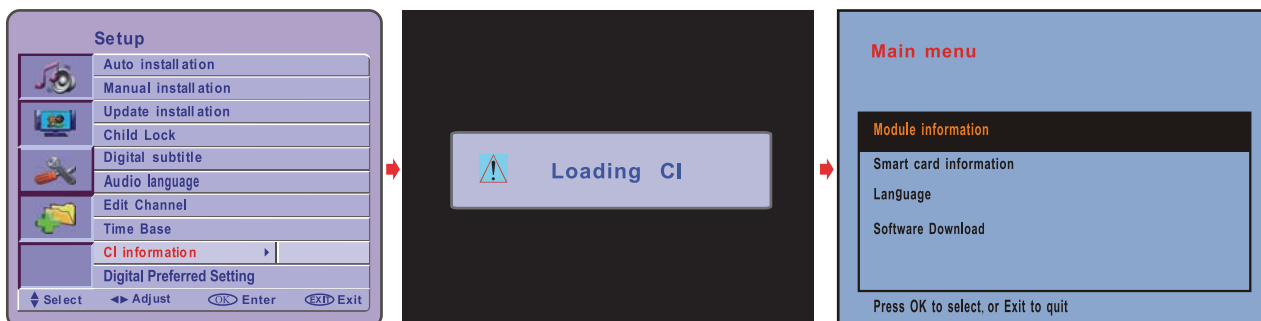 Setup
Auto installation
Manual installation
Update installation
Child Lock
Digital subtitle
Audio language
Edit Channel
Time Base
CI information
Digital Preferred Setting
Select Adjust OK Enter EXIT Exit
Loading CI
Main menu
Module information
Smart card information
Language
Software Download
Press OK to select, or Exit to quit